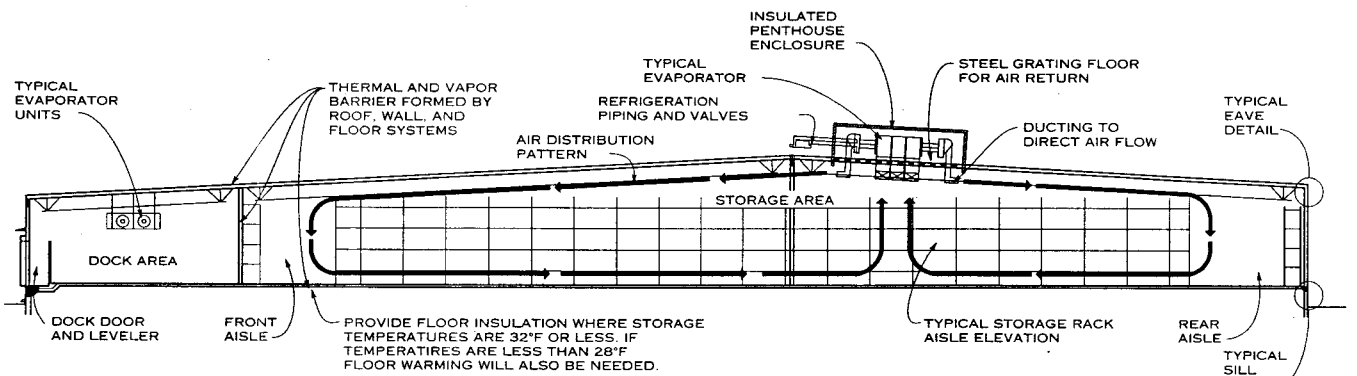 INSULATED
PENTHOUSE
ENCLOSURE
TYPICAL
EVAPORATOR
STEEL GRATING FLOOR
FOR AIR RETURN
TYPICAL
EVAPORATOR
UNITS
THERMAL AND VAPOR
BARRIER FORMED BY
ROOF, WALL, AND
FLOOR SYSTEMS
REFRIGERATION
PIPING AND VALVES
TYPICAL
EAVE
DETAIL
AIR DISTRIBUTION
PATTERN
DUCTING TO
DIRECT AIR FLOW
STORAGE AREA
DOCK AREA
DOCK DOOR
AND LEVELER
FRONT
AISLE
PROVIDE FLOOR INSULATION WHERE STORAGE
TEMPERATURES ARE 32°F OR LESS. IF
TEMPERATIRES ARE LESS THAN 28°F
FLOOR WARMING WILL ALSO BE NEEDED.
TYPICAL STORAGE RACK
AISLE ELEVATION
REAR
AISLE
TYPICAL
SILL